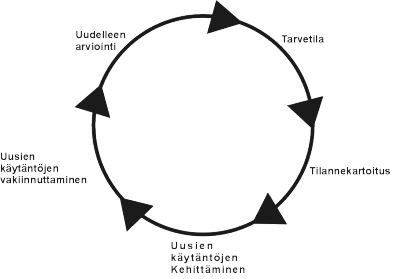 Uudelleen
arviointi
Tarvetila
Tilannekartoitus
Uusien
käytäntöjen
Kehittäminen
Uusien
käytäntöjen
vakiinnuttaminen